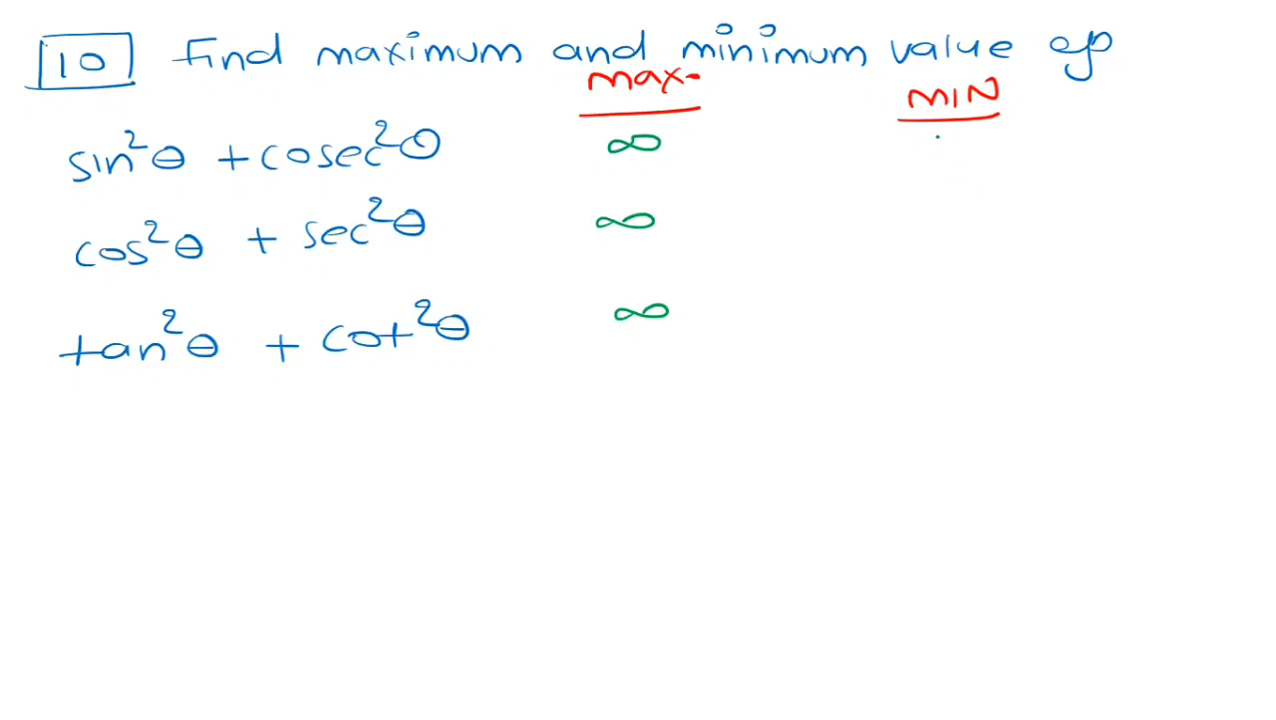 10 Find maximum and minimum value of
max. MIN
sin²θ + cosec²θ ∞
cos²θ + sec²θ ∞
tan²θ + cot²θ ∞